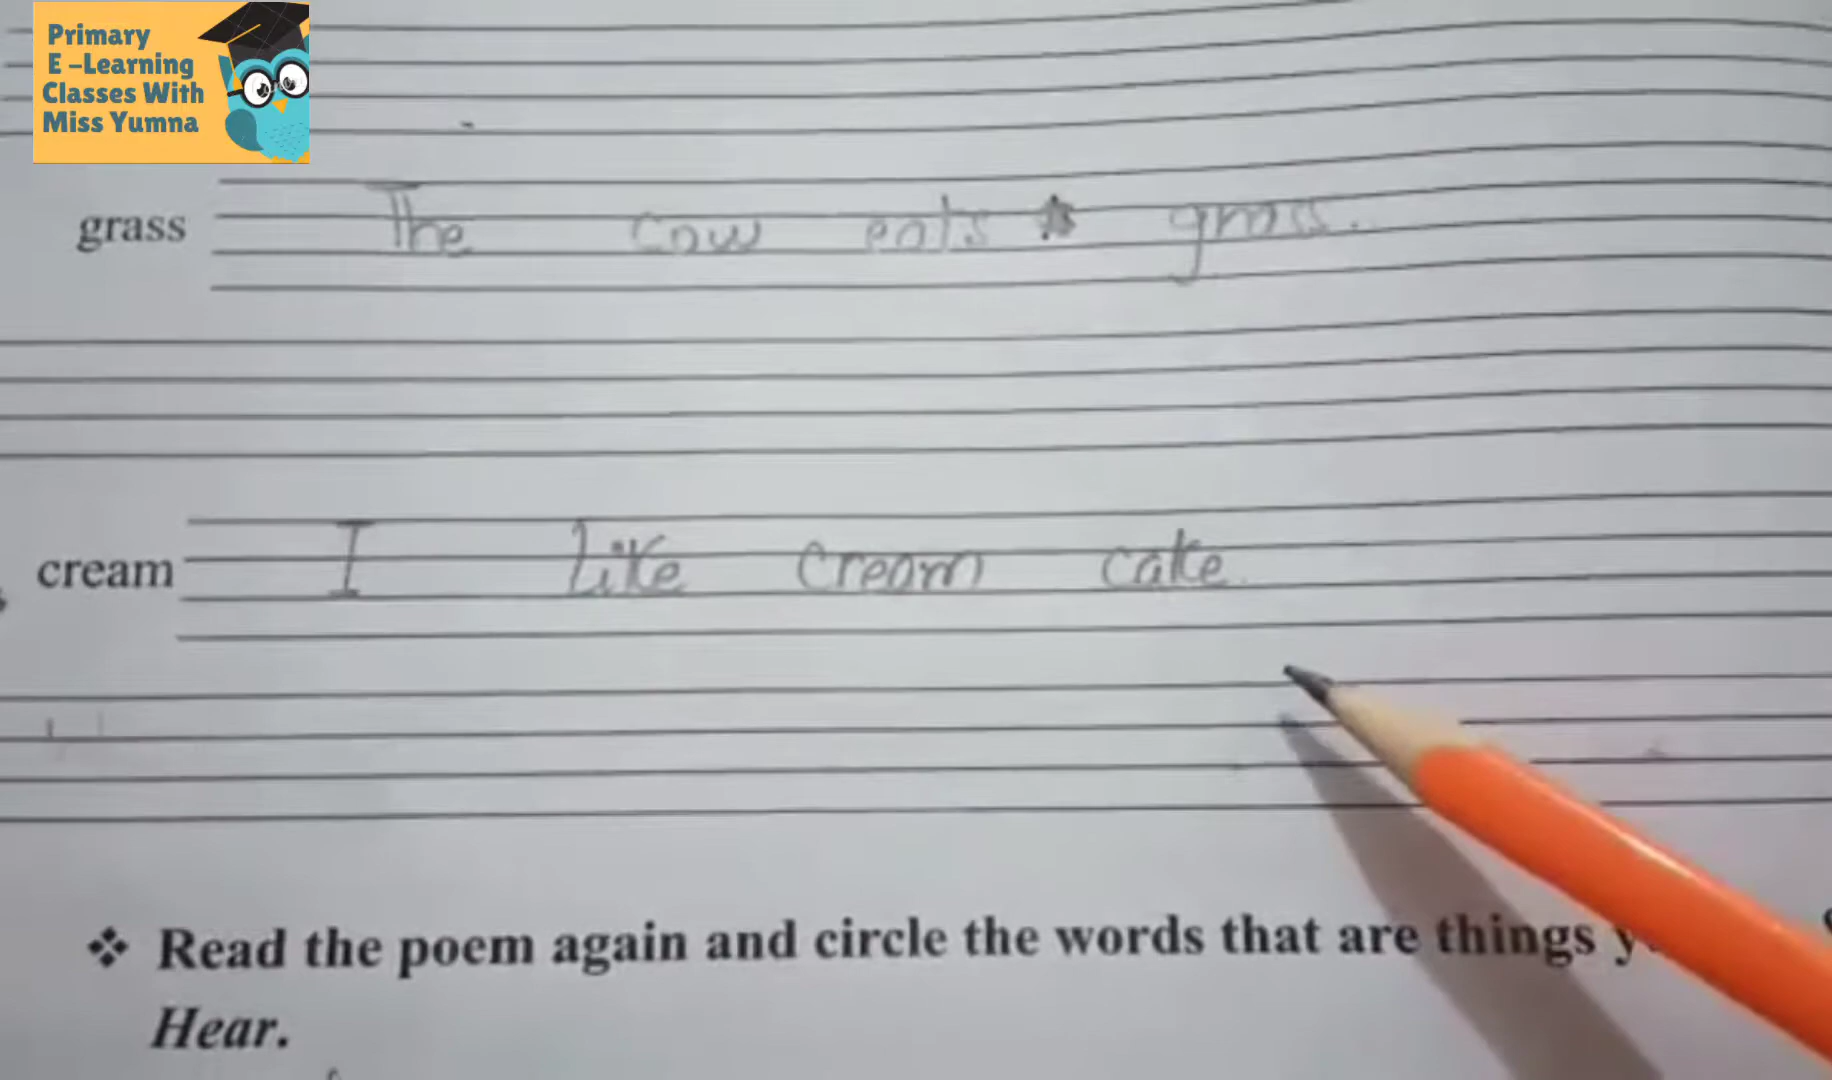 Primary
E -Learning
Classes With
Miss Yumna
grass The cow eats grass.
cream I like cream cake.
❖ Read the poem again and circle the words that are things
Hear.